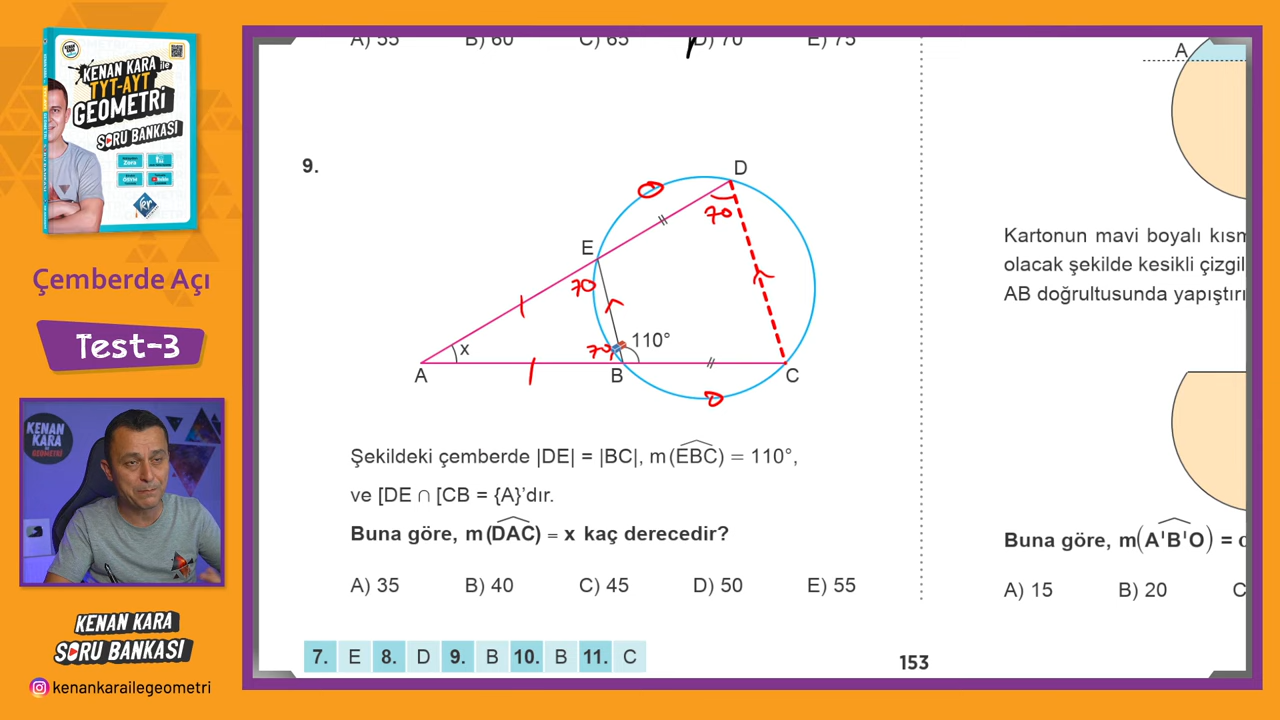 KENAN KARA ile
TYT-AYT
GEOMETRİ
SORU BANKASI
Çemberde Açı
Test-3
KENAN
KARA
ile
GEOMETRİ
KENAN KARA
SORU BANKASI
kenankarailegeometri
A) 55 B) 60 C) 65 D) 70 E) 75
9.
D
70
E
70
110°
70
x
A
B
C
Şekildeki çemberde |DE| = |BC|, m(EBC) = 110°,
ve [DE ∩ [CB = {A}'dır.
Buna göre, m(DAC) = x kaç derecedir?
A) 35 B) 40 C) 45 D) 50 E) 55
7. E 8. D 9. B 10. B 11. C
153
A
Kartonun mavi boyalı kısm
olacak şekilde kesikli çizgil
AB doğrultusunda yapıştırı
Buna göre, m(A'B'O) =
A) 15 B) 20 C